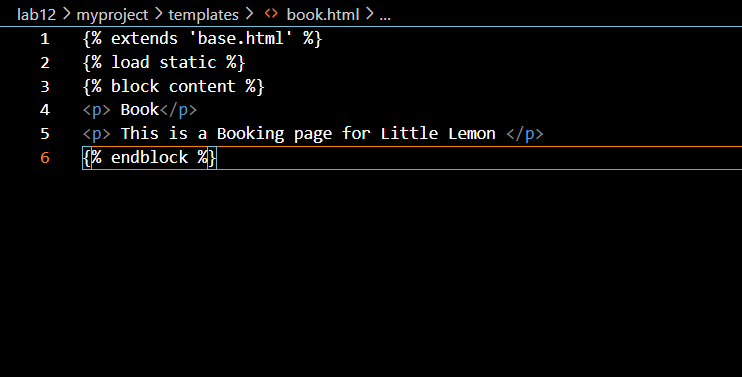 lab12 > myproject > templates > <> book.html > ...
1 {% extends 'base.html' %}
2 {% load static %}
3 {% block content %}
4 <p> Book</p>
5 <p> This is a Booking page for Little Lemon </p>
6 {% endblock %}